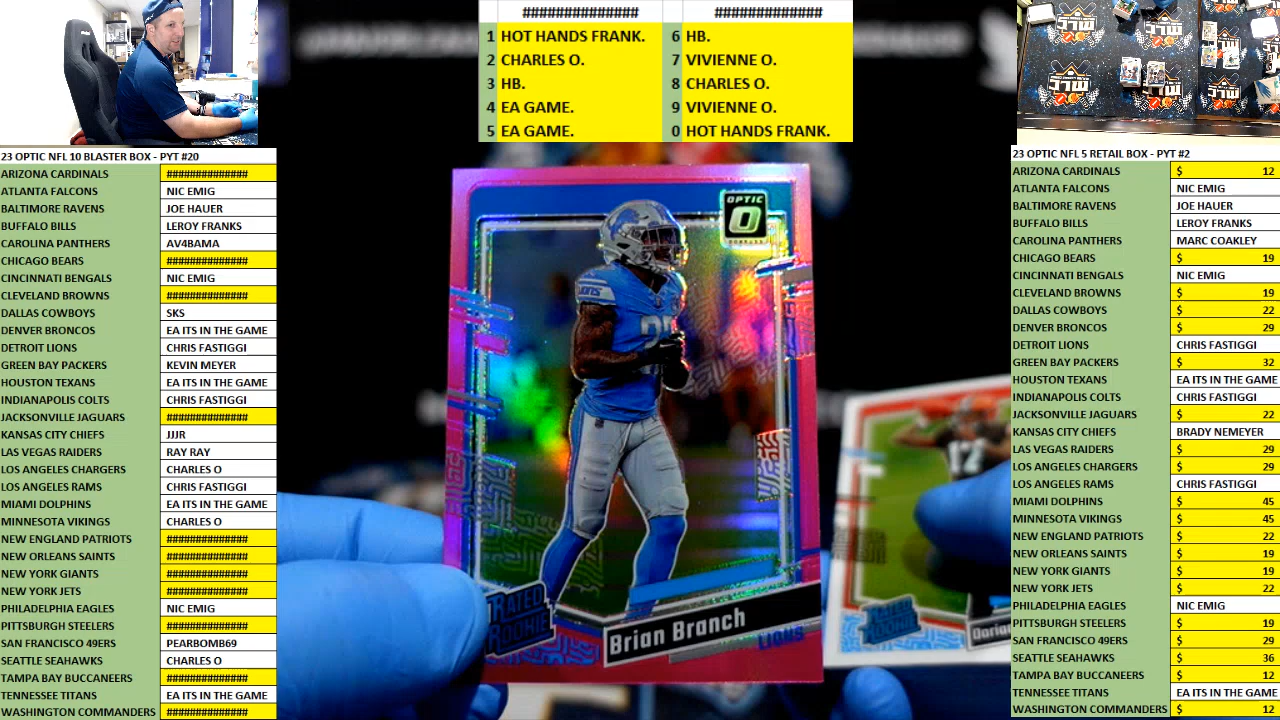 ############## ##############
1 HOT HANDS FRANK. 6 HB.
2 CHARLES O. 7 VIVIENNE O.
3 HB. 8 CHARLES O.
4 EA GAME. 9 VIVIENNE O.
5 EA GAME. 0 HOT HANDS FRANK.
23 OPTIC NFL 10 BLASTER BOX - PYT #20
ARIZONA CARDINALS ##############
ATLANTA FALCONS NIC EMIG
BALTIMORE RAVENS JOE HAUER
BUFFALO BILLS LEROY FRANKS
CAROLINA PANTHERS AV4BAMA
CHICAGO BEARS ##############
CINCINNATI BENGALS NIC EMIG
CLEVELAND BROWNS ##############
DALLAS COWBOYS SKS
DENVER BRONCOS EA ITS IN THE GAME
DETROIT LIONS CHRIS FASTIGGI
GREEN BAY PACKERS KEVIN MEYER
HOUSTON TEXANS EA ITS IN THE GAME
INDIANAPOLIS COLTS CHRIS FASTIGGI
JACKSONVILLE JAGUARS ##############
KANSAS CITY CHIEFS JJJR
LAS VEGAS RAIDERS RAY RAY
LOS ANGELES CHARGERS CHARLES O
LOS ANGELES RAMS CHRIS FASTIGGI
MIAMI DOLPHINS EA ITS IN THE GAME
MINNESOTA VIKINGS CHARLES O
NEW ENGLAND PATRIOTS ##############
NEW ORLEANS SAINTS ##############
NEW YORK GIANTS ##############
NEW YORK JETS ##############
PHILADELPHIA EAGLES NIC EMIG
PITTSBURGH STEELERS ##############
SAN FRANCISCO 49ERS PEARBOMB69
SEATTLE SEAHAWKS CHARLES O
TAMPA BAY BUCCANEERS ##############
TENNESSEE TITANS EA ITS IN THE GAME
WASHINGTON COMMANDERS ##############
OPTIC
RATED
ROOKIE
Brian Branch
LIONS
17
RATED
ROOKIE
23 OPTIC NFL 5 RETAIL BOX - PYT #2
ARIZONA CARDINALS $ 12
ATLANTA FALCONS NIC EMIG
BALTIMORE RAVENS JOE HAUER
BUFFALO BILLS LEROY FRANKS
CAROLINA PANTHERS MARC COAKLEY
CHICAGO BEARS $ 19
CINCINNATI BENGALS NIC EMIG
CLEVELAND BROWNS $ 19
DALLAS COWBOYS $ 22
DENVER BRONCOS $ 29
DETROIT LIONS CHRIS FASTIGGI
GREEN BAY PACKERS $ 32
HOUSTON TEXANS EA ITS IN THE GAME
INDIANAPOLIS COLTS CHRIS FASTIGGI
JACKSONVILLE JAGUARS $ 22
KANSAS CITY CHIEFS BRADY NEMEYER
LAS VEGAS RAIDERS $ 29
LOS ANGELES CHARGERS $ 29
LOS ANGELES RAMS CHRIS FASTIGGI
MIAMI DOLPHINS $ 45
MINNESOTA VIKINGS $ 45
NEW ENGLAND PATRIOTS $ 22
NEW ORLEANS SAINTS $ 19
NEW YORK GIANTS $ 19
NEW YORK JETS $ 22
PHILADELPHIA EAGLES NIC EMIG
PITTSBURGH STEELERS $ 19
SAN FRANCISCO 49ERS $ 29
SEATTLE SEAHAWKS $ 36
TAMPA BAY BUCCANEERS $ 12
TENNESSEE TITANS EA ITS IN THE GAME
WASHINGTON COMMANDERS $ 12